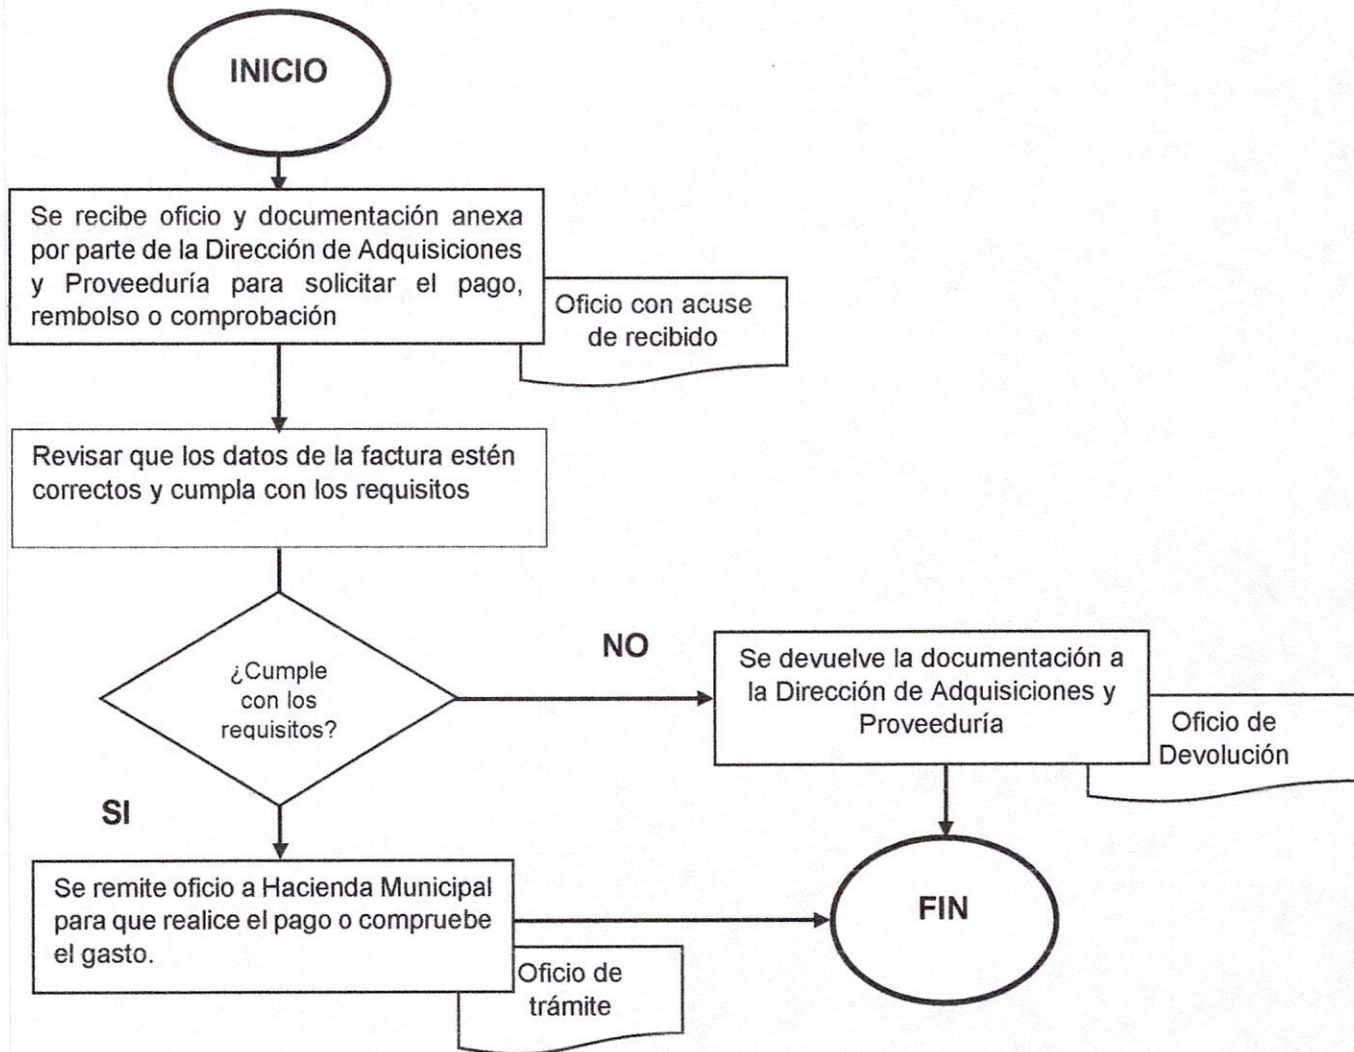 INICIO
Se recibe oficio y documentación anexa
por parte de la Dirección de Adquisiciones
y Proveeduría para solicitar el pago,
rembolso o comprobación
Oficio con acuse
de recibido
Revisar que los datos de la factura estén
correctos y cumpla con los requisitos
¿Cumple
con los
requisitos?
NO
Se devuelve la documentación a
la Dirección de Adquisiciones y
Proveeduría
Oficio de
Devolución
SI
Se remite oficio a Hacienda Municipal
para que realice el pago o compruebe
el gasto.
Oficio de
trámite
FIN